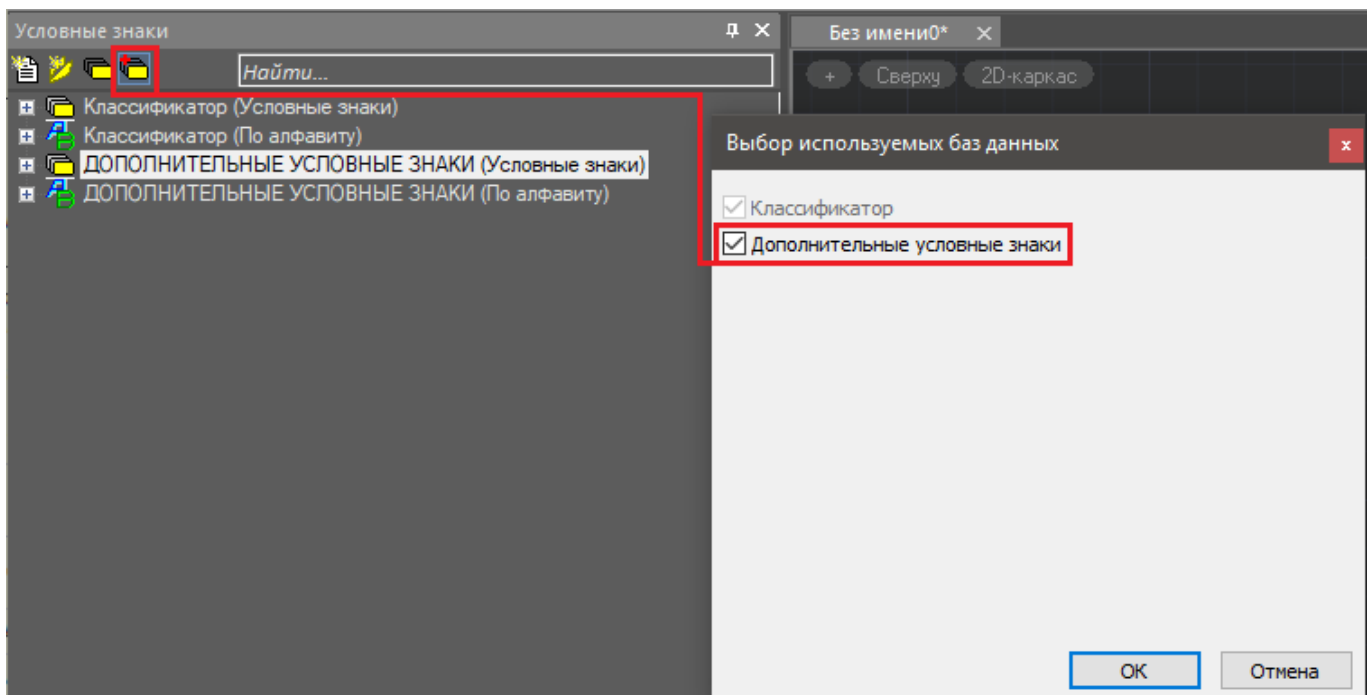 Условные знаки
Без имени0*
Найти...
+ Сверху 2D-каркас
Классификатор (Условные знаки)
Классификатор (По алфавиту)
ДОПОЛНИТЕЛЬНЫЕ УСЛОВНЫЕ ЗНАКИ (Условные знаки)
ДОПОЛНИТЕЛЬНЫЕ УСЛОВНЫЕ ЗНАКИ (По алфавиту)
Выбор используемых баз данных
Классификатор
Дополнительные условные знаки
ОК Отмена